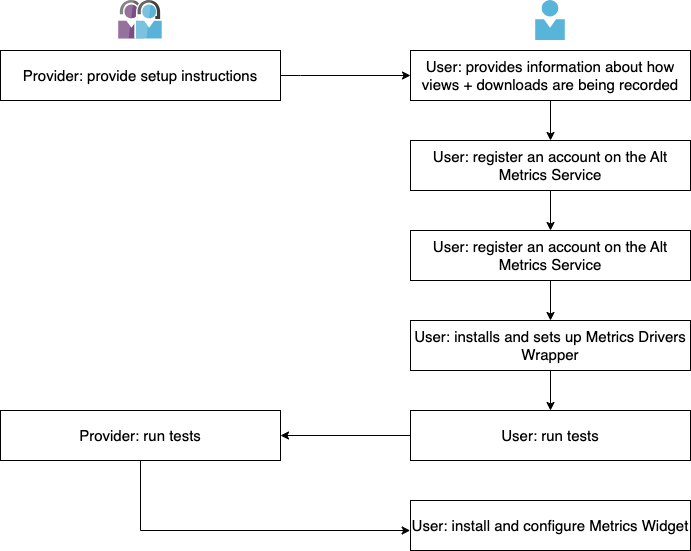 Provider: provide setup instructions
User: provides information about how
views + downloads are being recorded
User: register an account on the Alt
Metrics Service
User: register an account on the Alt
Metrics Service
User: installs and sets up Metrics Drivers
Wrapper
Provider: run tests
User: run tests
User: install and configure Metrics Widget